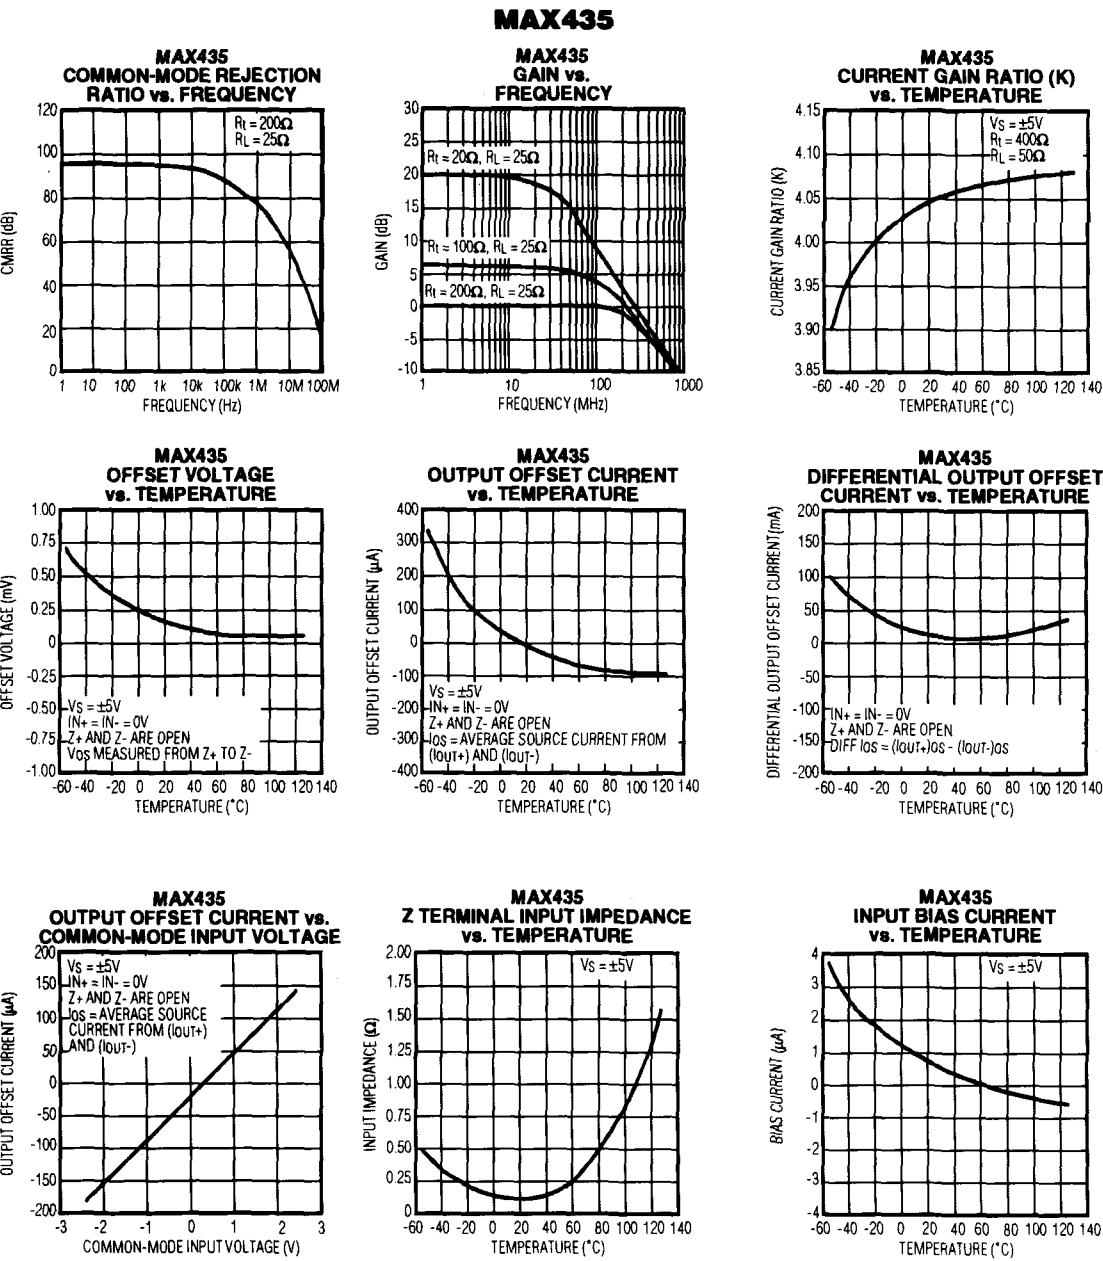 MAX435
MAX435
COMMON-MODE REJECTION
RATIO vs. FREQUENCY
Rt = 200Ω
RL = 25Ω
CMRR (dB)
120
100
80
60
40
20
0
1 10 100 1k 10k 100k 1M 10M 100M
FREQUENCY (Hz)
MAX435
GAIN vs.
FREQUENCY
Rt = 20Ω, RL = 25Ω
Rt = 100Ω, RL = 25Ω
Rt = 200Ω, RL = 25Ω
GAIN (dB)
30
25
20
15
10
5
0
-5
-10
1 10 100 1000
FREQUENCY (MHz)
MAX435
CURRENT GAIN RATIO (K)
vs. TEMPERATURE
VS = ±5V
Rt = 400Ω
RL = 50Ω
CURRENT GAIN RATIO (K)
4.15
4.10
4.05
4.00
3.95
3.90
3.85
-60 -40 -20 0 20 40 60 80 100 120 140
TEMPERATURE (°C)
MAX435
OFFSET VOLTAGE
vs. TEMPERATURE
OFFSET VOLTAGE (mV)
1.00
0.75
0.50
0.25
0
-0.25
-0.50
-0.75
-1.00
VS = ±5V
IN+ = IN- = 0V
Z+ AND Z- ARE OPEN
VOS MEASURED FROM Z+ TO Z-
-60 -40 -20 0 20 40 60 80 100 120 140
TEMPERATURE (°C)
MAX435
OUTPUT OFFSET CURRENT
vs. TEMPERATURE
OUTPUT OFFSET CURRENT (µA)
400
300
200
100
0
-100
-200
-300
-400
VS = ±5V
IN+ = IN- = 0V
Z+ AND Z- ARE OPEN
IOS = AVERAGE SOURCE CURRENT FROM
(IOUT+) AND (IOUT-)
-60 -40 -20 0 20 40 60 80 100 120 140
TEMPERATURE (°C)
MAX435
DIFFERENTIAL OUTPUT OFFSET
CURRENT vs. TEMPERATURE
DIFFERENTIAL OUTPUT OFFSET CURRENT(mA)
200
150
100
50
0
-50
-100
-150
-200
IN+ = IN- = 0V
Z+ AND Z- ARE OPEN
DIFF IOS = (IOUT+)OS - (IOUT-)OS
-60 -40 -20 0 20 40 60 80 100 120 140
TEMPERATURE (°C)
MAX435
OUTPUT OFFSET CURRENT vs.
COMMON-MODE INPUT VOLTAGE
OUTPUT OFFSET CURRENT (µA)
200
150
100
50
0
-50
-100
-150
-200
VS = ±5V
IN+ = IN- = 0V
Z+ AND Z- ARE OPEN
IOS = AVERAGE SOURCE
CURRENT FROM (IOUT+)
AND (IOUT-)
-3 -2 -1 0 1 2 3
COMMON-MODE INPUT VOLTAGE (V)
MAX435
Z TERMINAL INPUT IMPEDANCE
vs. TEMPERATURE
VS = ±5V
INPUT IMPEDANCE (Ω)
2.00
1.75
1.50
1.25
1.00
0.75
0.50
0.25
0
-60 -40 -20 0 20 40 60 80 100 120 140
TEMPERATURE (°C)
MAX435
INPUT BIAS CURRENT
vs. TEMPERATURE
VS = ±5V
BIAS CURRENT (µA)
4
3
2
1
0
-1
-2
-3
-4
-60 -40 -20 0 20 40 60 80 100 120 140
TEMPERATURE (°C)